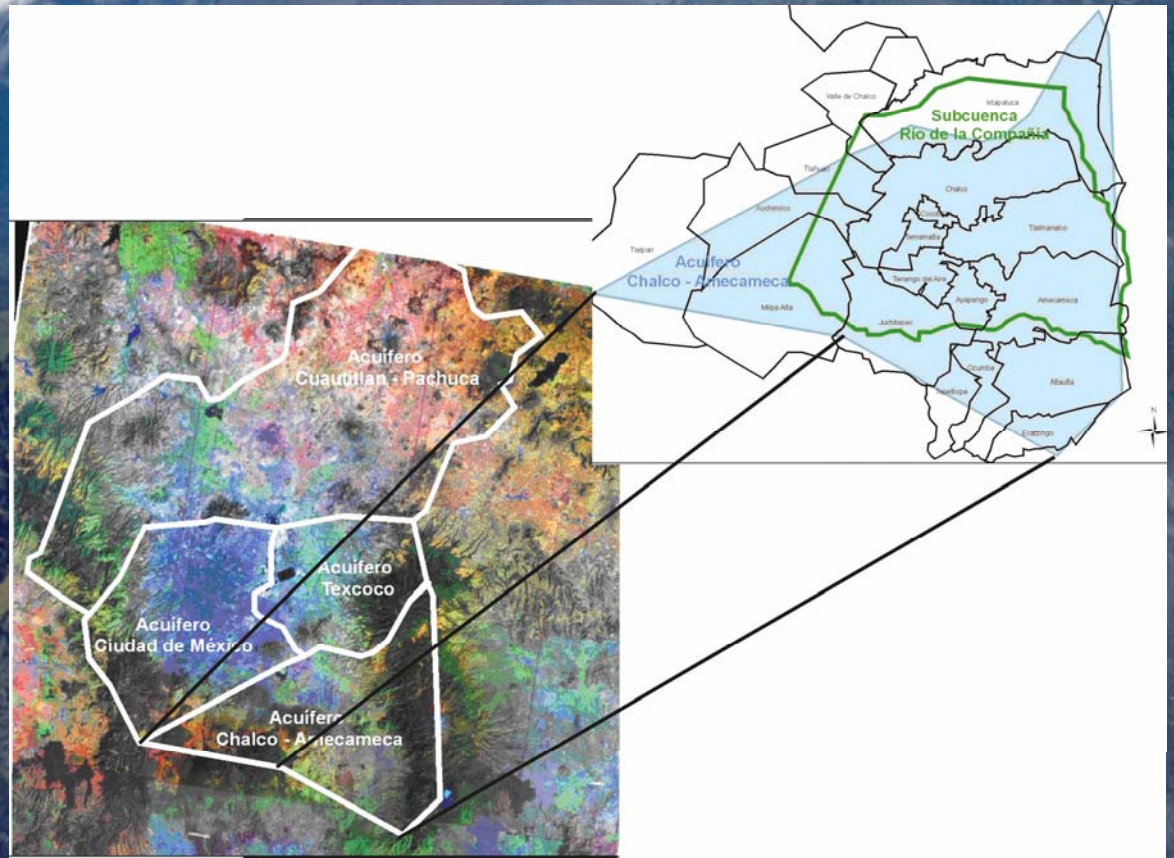 Valle de Chalco
Ixtapaluca
Subcuenca
Río de la Compañía
Tlahuac
Chalco
Xochimilco
Cocotitlán
Tlalmanalco
Temamatla
Tlalpan
Acuífero
Chalco - Amecameca
Tenango del Aire
Ayapango
Amecameca
Milpa Alta
Juchitepec
Ozumba
Tepetlixpa
Atlautla
Ecatzingo
N
Acuífero
Cuautitlan - Pachuca
Acuífero
Texcoco
Acuífero
Ciudad de México
Acuífero
Chalco - Amecameca